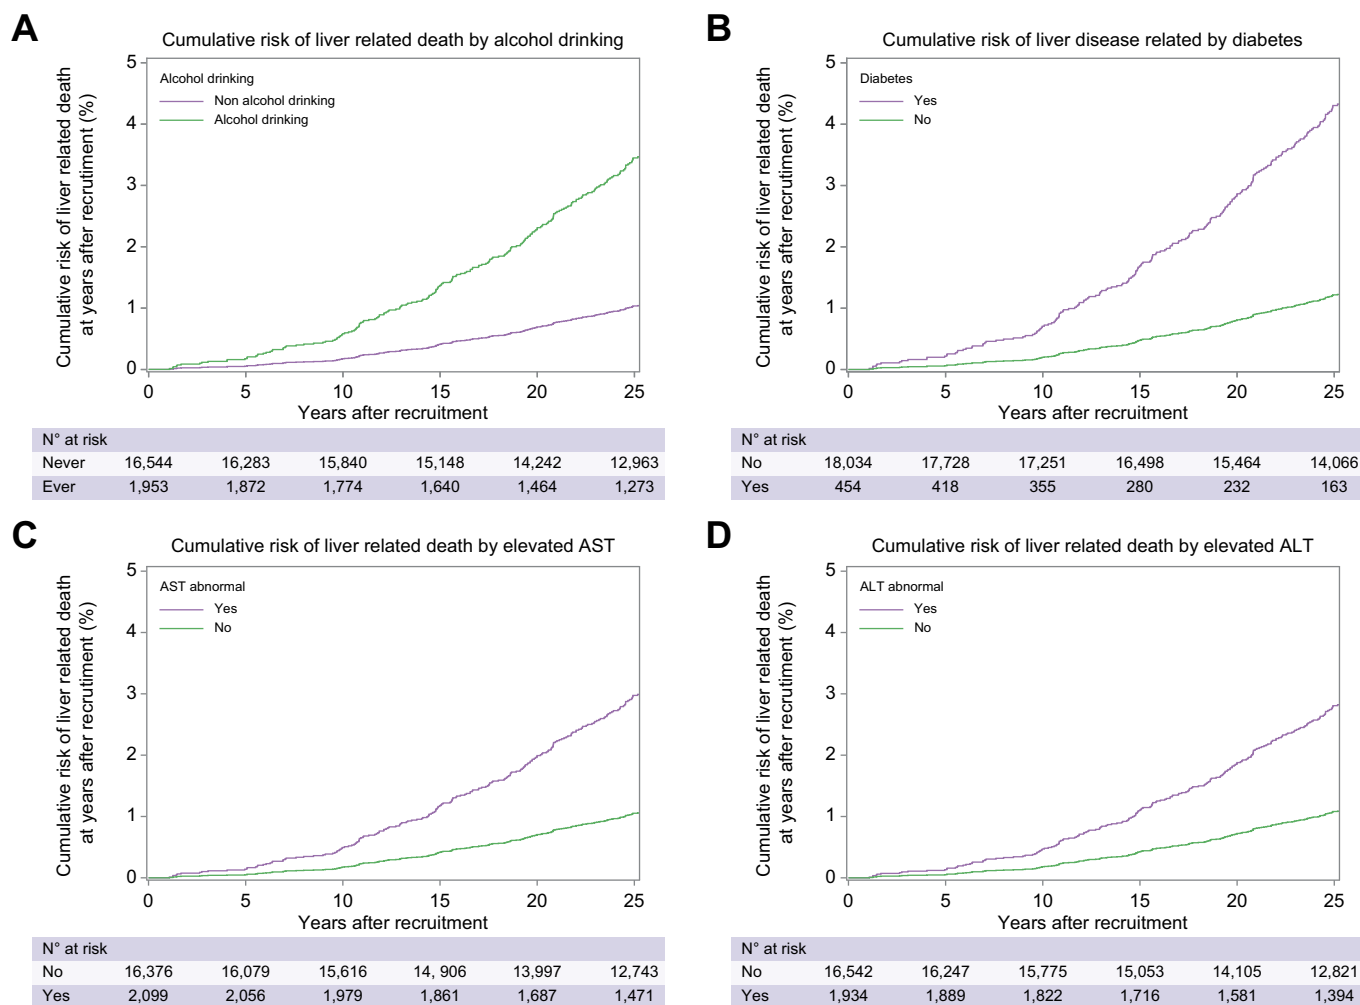 A
Cumulative risk of liver related death by alcohol drinking
Cumulative risk of liver related death
at years after recrutiment (%)
5
4
3
2
1
0
Alcohol drinking
Non alcohol drinking
Alcohol drinking
0 5 10 15 20 25
Years after recruitment
N° at risk
Never 16,544 16,283 15,840 15,148 14,242 12,963
Ever 1,953 1,872 1,774 1,640 1,464 1,273
B
Cumulative risk of liver disease related by diabetes
Cumulative risk of liver related death
at years after recrutiment (%)
5
4
3
2
1
0
Diabetes
Yes
No
0 5 10 15 20 25
Years after recruitment
N° at risk
No 18,034 17,728 17,251 16,498 15,464 14,066
Yes 454 418 355 280 232 163
C
Cumulative risk of liver related death by elevated AST
Cumulative risk of liver related death
at years after recrutiment (%)
5
4
3
2
1
0
AST abnormal
Yes
No
0 5 10 15 20 25
Years after recruitment
N° at risk
No 16,376 16,079 15,616 14, 906 13,997 12,743
Yes 2,099 2,056 1,979 1,861 1,687 1,471
D
Cumulative risk of liver related death by elevated ALT
Cumulative risk of liver related death
at years after recrutiment (%)
5
4
3
2
1
0
ALT abnormal
Yes
No
0 5 10 15 20 25
Years after recruitment
N° at risk
No 16,542 16,247 15,775 15,053 14,105 12,821
Yes 1,934 1,889 1,822 1,716 1,581 1,394